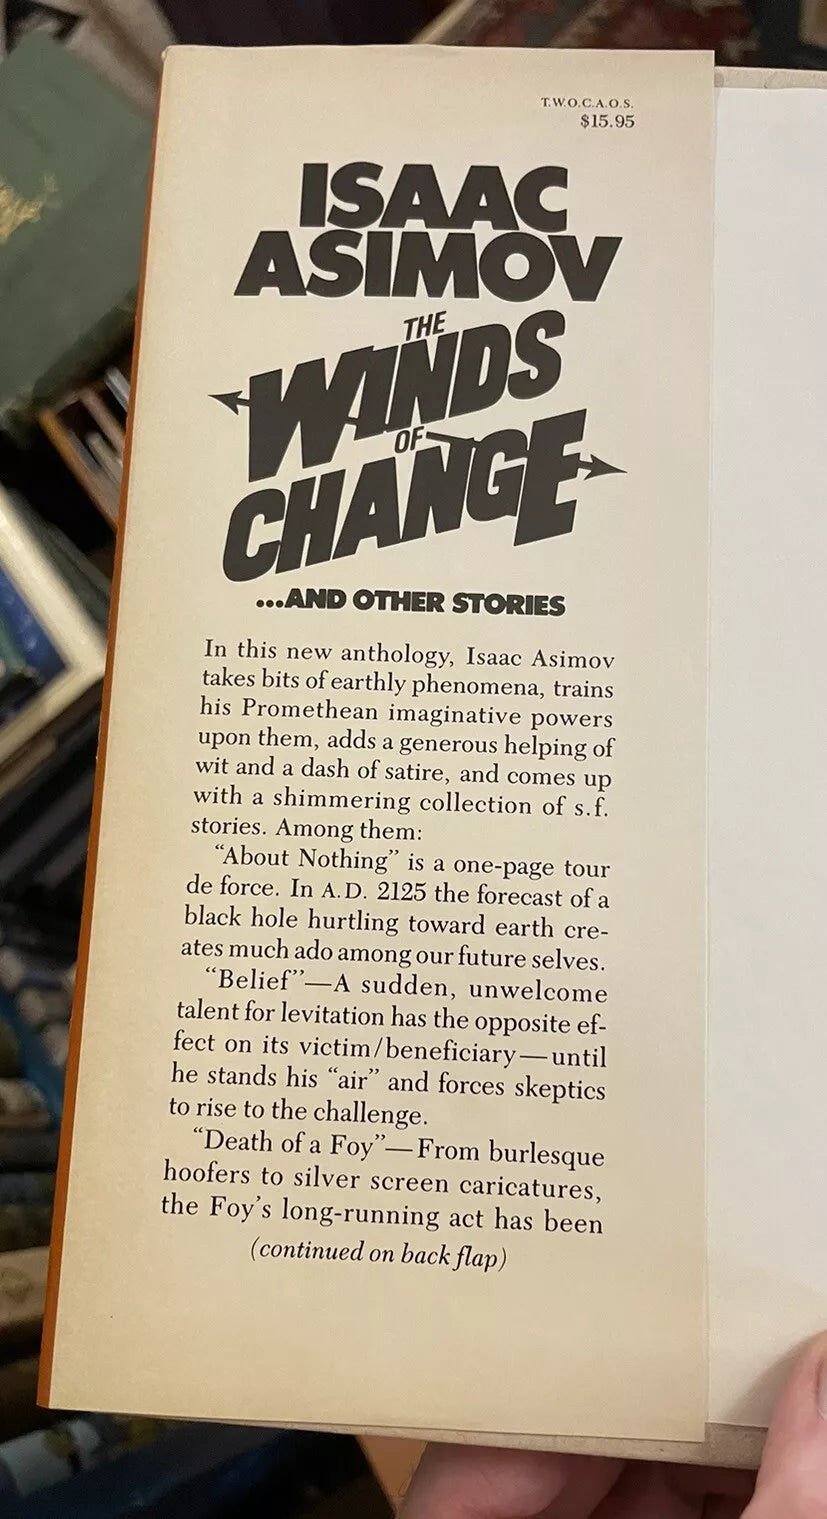 T.W.O.C.A.O.S.
$15.95
ISAAC
ASIMOV
THE
WINDS
OF
CHANGE
...AND OTHER STORIES
In this new anthology, Isaac Asimov
takes bits of earthly phenomena, trains
his Promethean imaginative powers
upon them, adds a generous helping of
wit and a dash of satire, and comes up
with a shimmering collection of s.f.
stories. Among them:
“About Nothing” is a one-page tour
de force. In A.D. 2125 the forecast of a
black hole hurtling toward earth cre-
ates much ado among our future selves.
“Belief”—A sudden, unwelcome
talent for levitation has the opposite ef-
fect on its victim/beneficiary—until
he stands his “air” and forces skeptics
to rise to the challenge.
“Death of a Foy”—From burlesque
hoofers to silver screen caricatures,
the Foy’s long-running act has been
(continued on back flap)